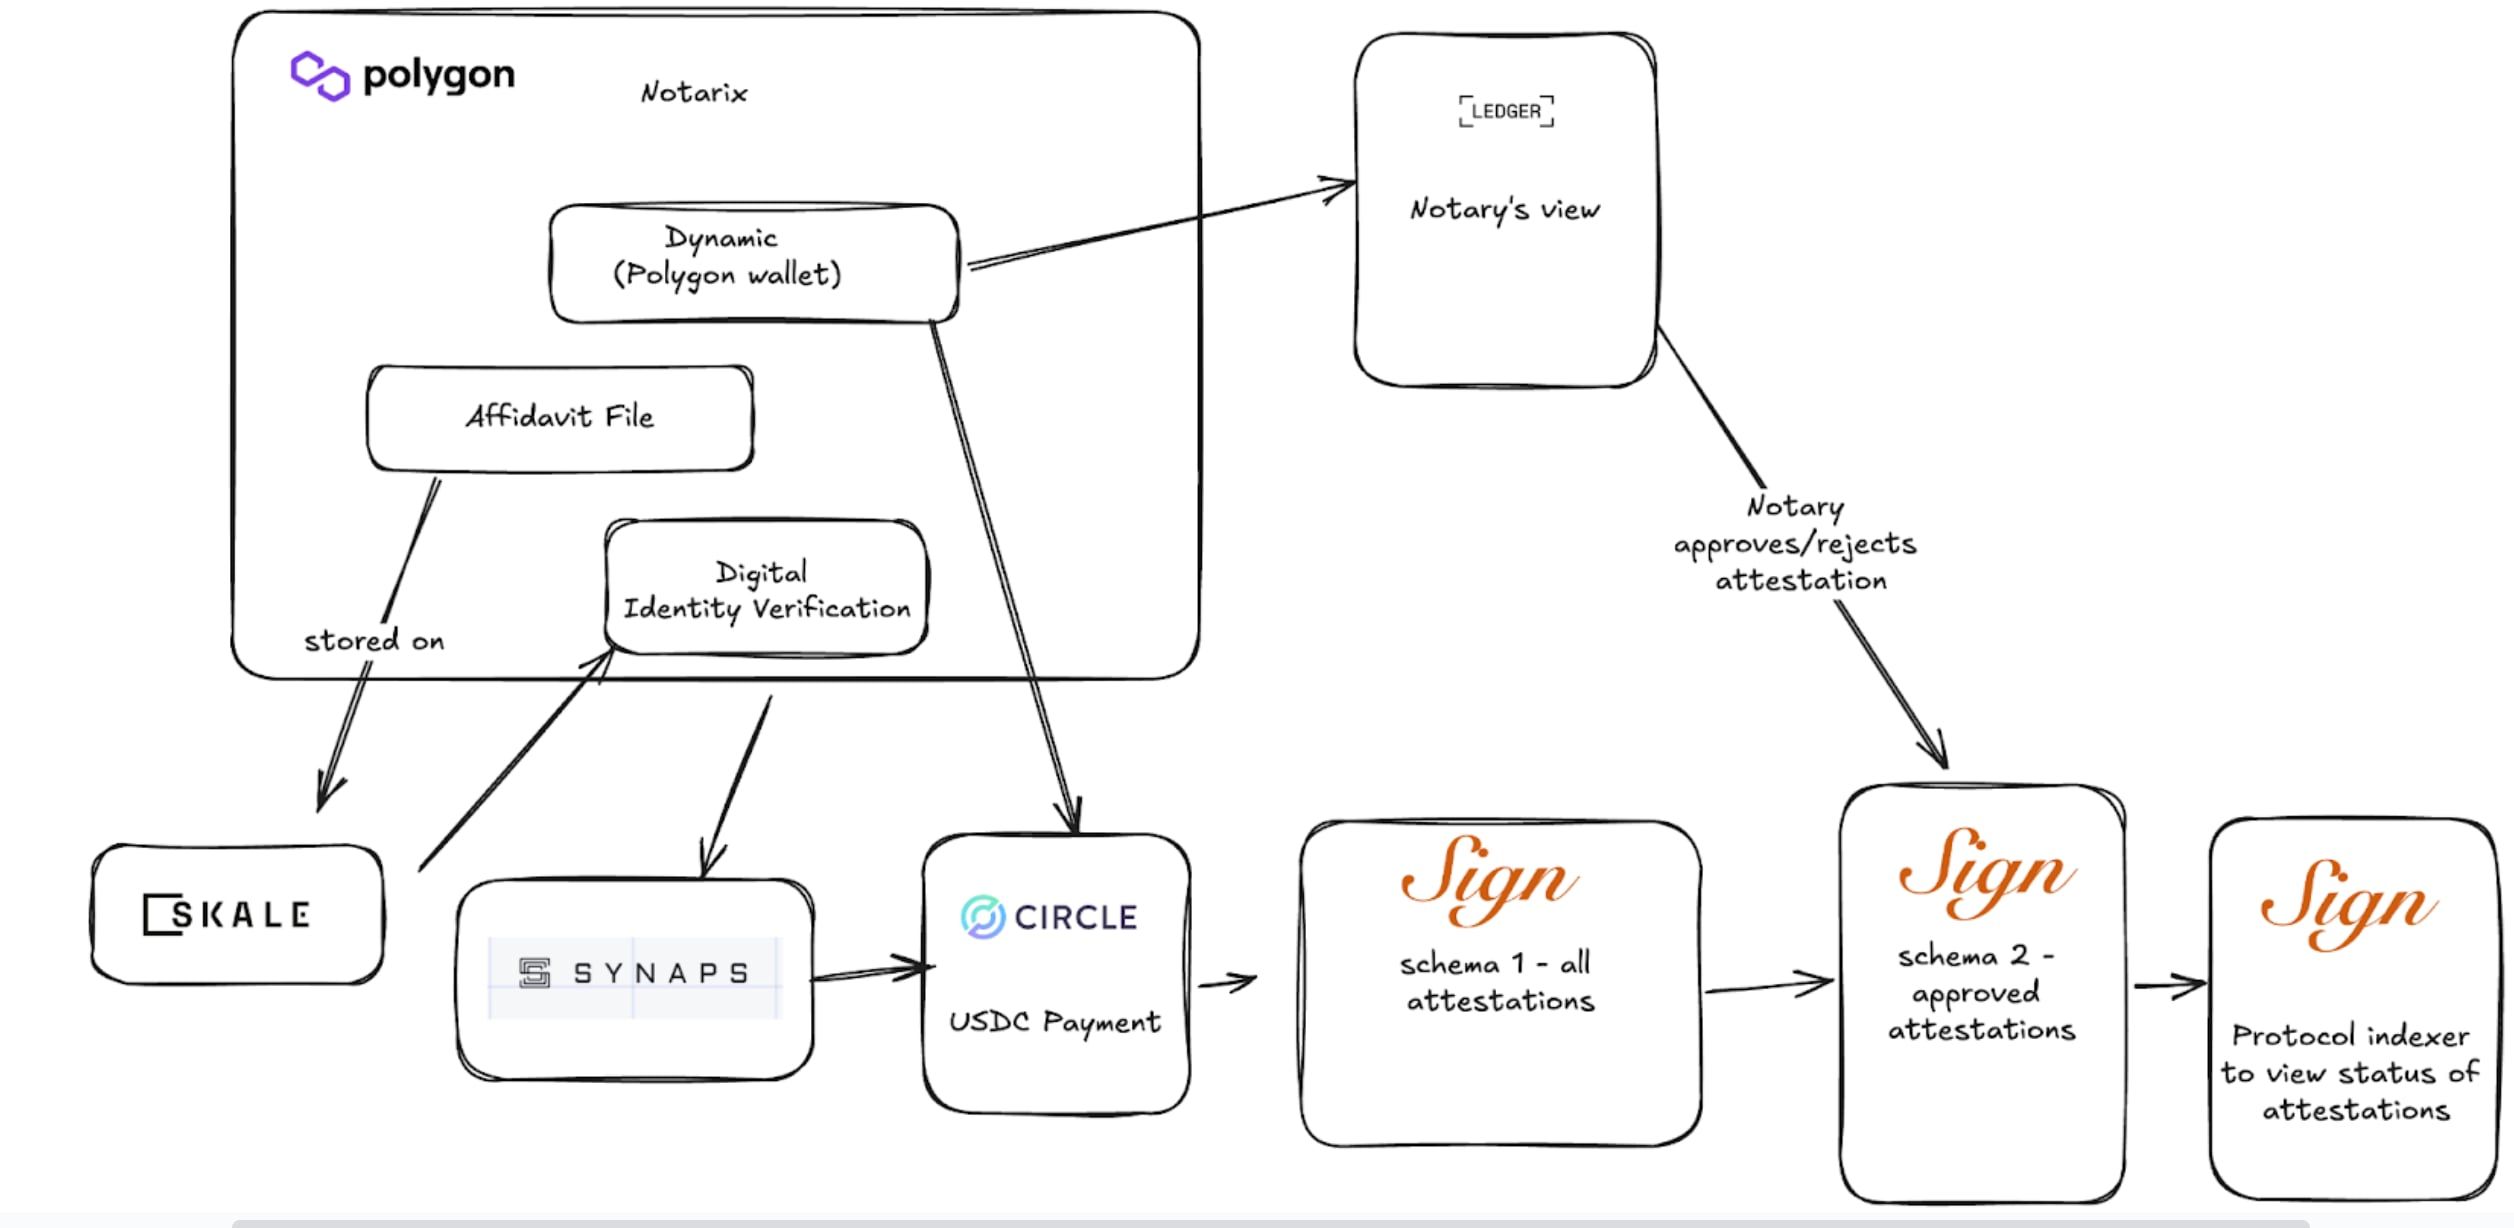 polygon
Notarix
LEDGER
Notary's view
Dynamic
(Polygon wallet)
Affidavit File
Digital
Identity Verification
stored on
Notary
approves/rejects
attestation
SKALE
SYNAPS
CIRCLE
USDC Payment
Sign
schema 1 - all
attestations
Sign
schema 2 -
approved
attestations
Sign
Protocol indexer
to view status of
attestations